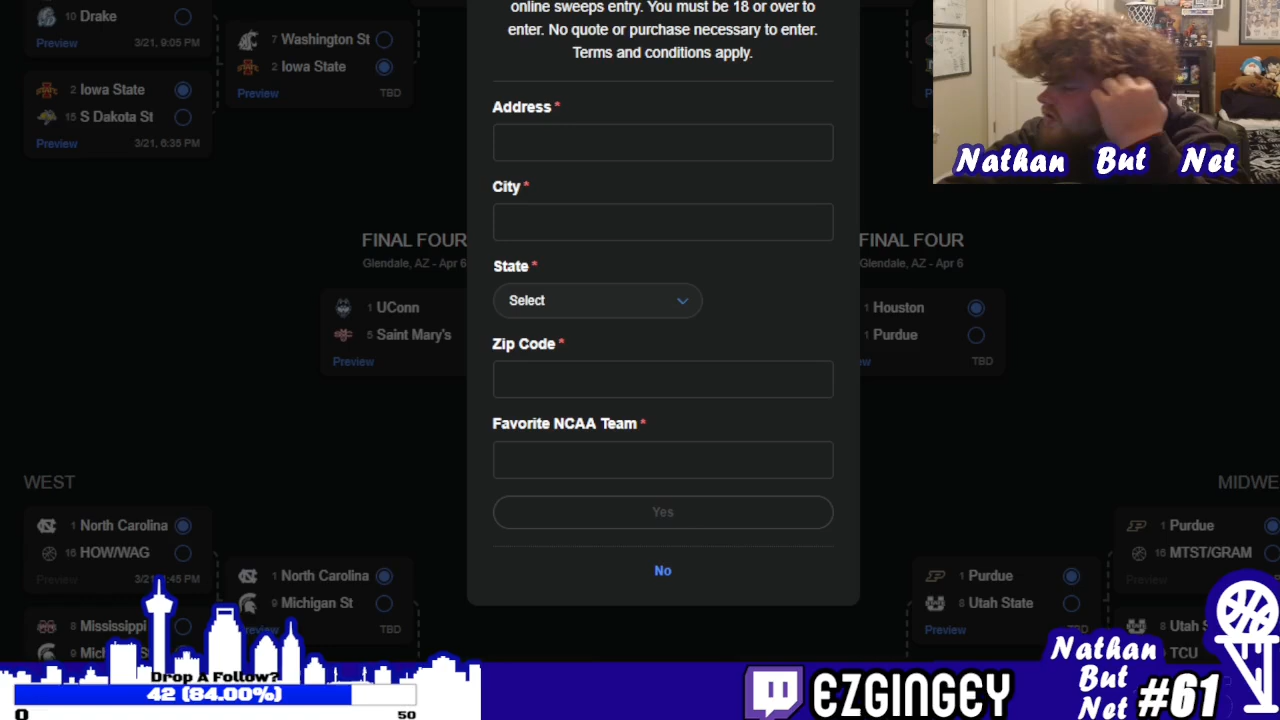 10 Drake
Preview
3/21, 9:05 PM
7 Washington St
2 Iowa State
Preview
TBD
2 Iowa State
15 S Dakota St
Preview
3/21, 6:35 PM
online sweeps entry. You must be 18 or over to
enter. No quote or purchase necessary to enter.
Terms and conditions apply.
Address *
City *
State *
Select
Zip Code *
Favorite NCAA Team *
Yes
No
FINAL FOUR
Glendale, AZ - Apr 6
1 UConn
5 Saint Mary's
Preview
FINAL FOUR
Glendale, AZ - Apr 6
1 Houston
1 Purdue
TBD
Nathan But Net
WEST
1 North Carolina
16 HOW/WAG
Preview
1 North Carolina
9 Michigan St
TBD
8 Mississippi
9
MIDWE
1 Purdue
16 MTST/GRAM
Preview
1 Purdue
8 Utah State
Preview
8 Utah
TCU
Drop A Follow?
42 (84.00%)
0
50
EZGINGEY
Nathan
But
Net
#61